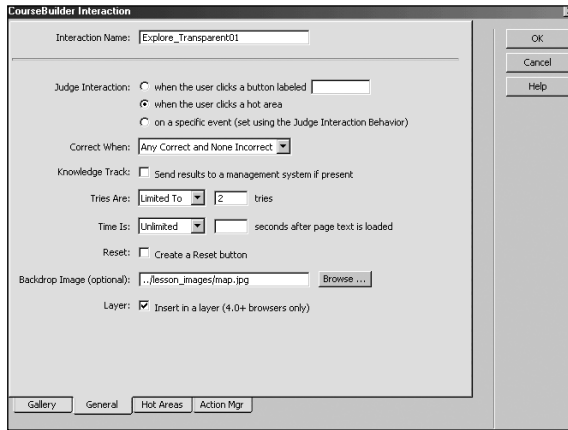 CourseBuilder Interaction
Interaction Name: Explore_Transparent01
OK
Cancel
Help
Judge Interaction: when the user clicks a button labeled
when the user clicks a hot area
on a specific event (set using the Judge Interaction Behavior)
Correct When: Any Correct and None Incorrect
Knowledge Track: Send results to a management system if present
Tries Are: Limited To 2 tries
Time Is: Unlimited seconds after page text is loaded
Reset: Create a Reset button
Backdrop Image (optional): ../lesson_images/map.jpg Browse ...
Layer: Insert in a layer (4.0+ browsers only)
Gallery General Hot Areas Action Mgr